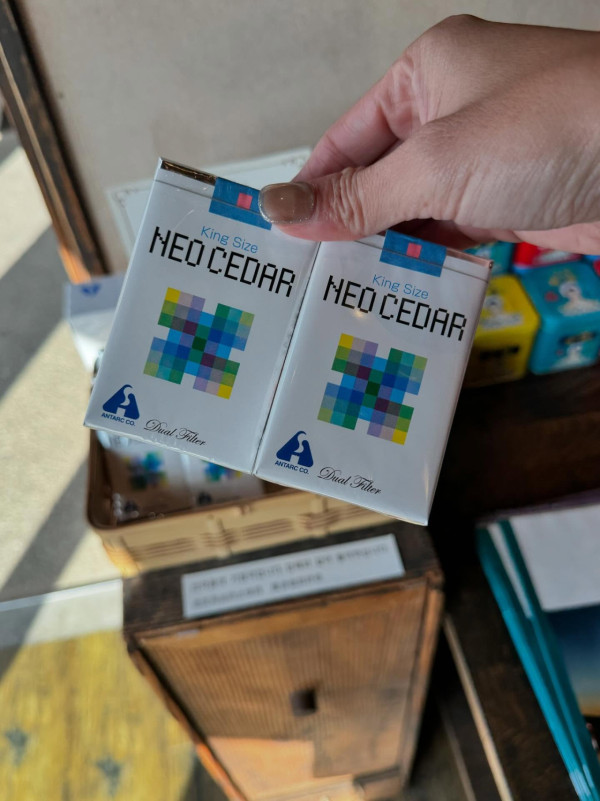 King Size
NEO CEDAR
ANTARC CO.
Dual Filter
King Size
NEO CEDAR
ANTARC CO.
Dual Filter